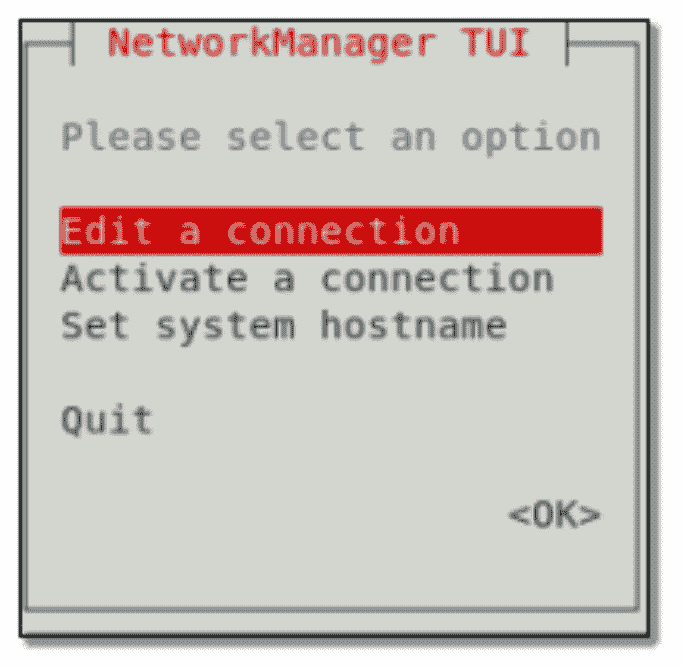 NetworkManager TUI
Please select an option
Edit a connection
Activate a connection
Set system hostname
Quit
<OK>